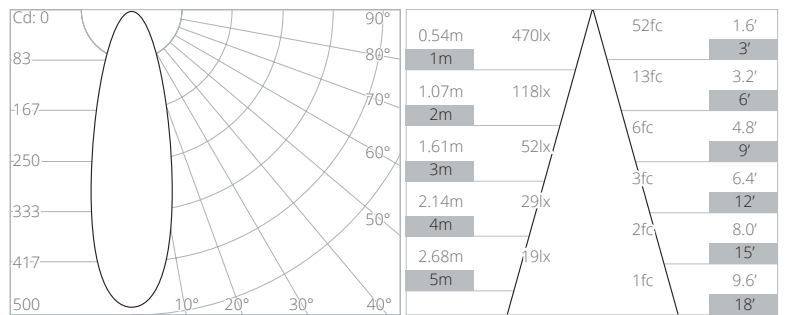 Cd: 0
83
167
250
333
417
500
10°
20°
30°
40°
50°
60°
70°
80°
90°
0.54m 470lx
1m
1.07m 118lx
2m
1.61m 52lx
3m
2.14m 29lx
4m
2.68m 19lx
5m
52fc 1.6’
3’
13fc 3.2’
6’
6fc 4.8’
9’
3fc 6.4’
12’
2fc 8.0’
15’
1fc 9.6’
18’